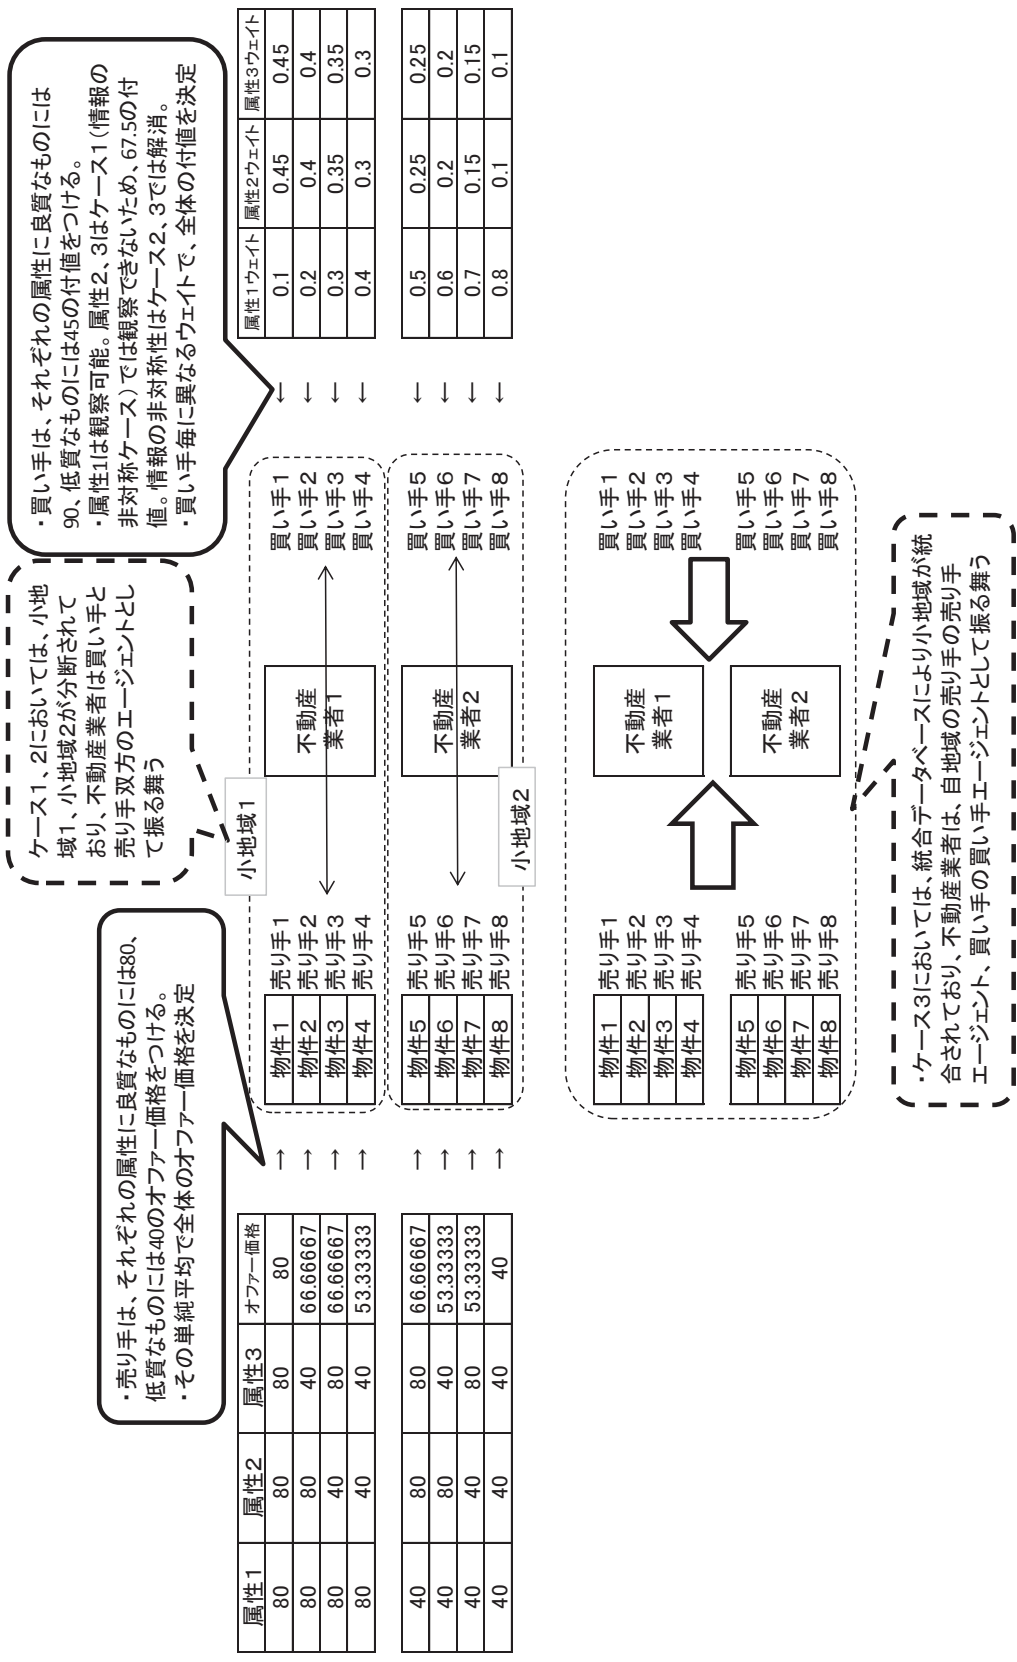 ・売り手は、それぞれの属性に良質なものには80、
低質なものには40のオファー価格をつける。
・その単純平均で全体のオファー価格を決定
ケース1、2においては、小地
域1、小地域2が分断されて
おり、不動産業者は買い手と
売り手双方のエージェントとし
て振る舞う
・買い手は、それぞれの属性に良質なものには
90、低質なものには45の付値をつける。
・属性1は観察可能。属性2、3はケース1(情報の
非対称ケース)では観察できないため、67.5の付
値。情報の非対称性はケース2、3では解消。
・買い手毎に異なるウェイトで、全体の付値を決定
属性1 属性2 属性3 オファー価格
80 80 80 80
80 80 40 66.66667
80 40 80 66.66667
80 40 40 53.33333
40 80 80 66.66667
40 80 40 53.33333
40 40 80 53.33333
40 40 40 40
→
→
→
→
→
→
→
→
小地域1
物件1 売り手1
物件2 売り手2
物件3 売り手3
物件4 売り手4
不動産
業者1
買い手1
買い手2
買い手3
買い手4
物件5 売り手5
物件6 売り手6
物件7 売り手7
物件8 売り手8
小地域2
不動産
業者2
買い手5
買い手6
買い手7
買い手8
←
←
←
←
←
←
←
←
属性1ウェイト 属性2ウェイト 属性3ウェイト
0.1 0.45 0.45
0.2 0.4 0.4
0.3 0.35 0.35
0.4 0.3 0.3
0.5 0.25 0.25
0.6 0.2 0.2
0.7 0.15 0.15
0.8 0.1 0.1
物件1 売り手1
物件2 売り手2
物件3 売り手3
物件4 売り手4
物件5 売り手5
物件6 売り手6
物件7 売り手7
物件8 売り手8
不動産
業者1
不動産
業者2
買い手1
買い手2
買い手3
買い手4
買い手5
買い手6
買い手7
買い手8
・ケース3においては、統合データベースにより小地域が統
合されており、不動産業者は、自地域の売り手の売り手
エージェント、買い手の買い手エージェントとして振る舞う